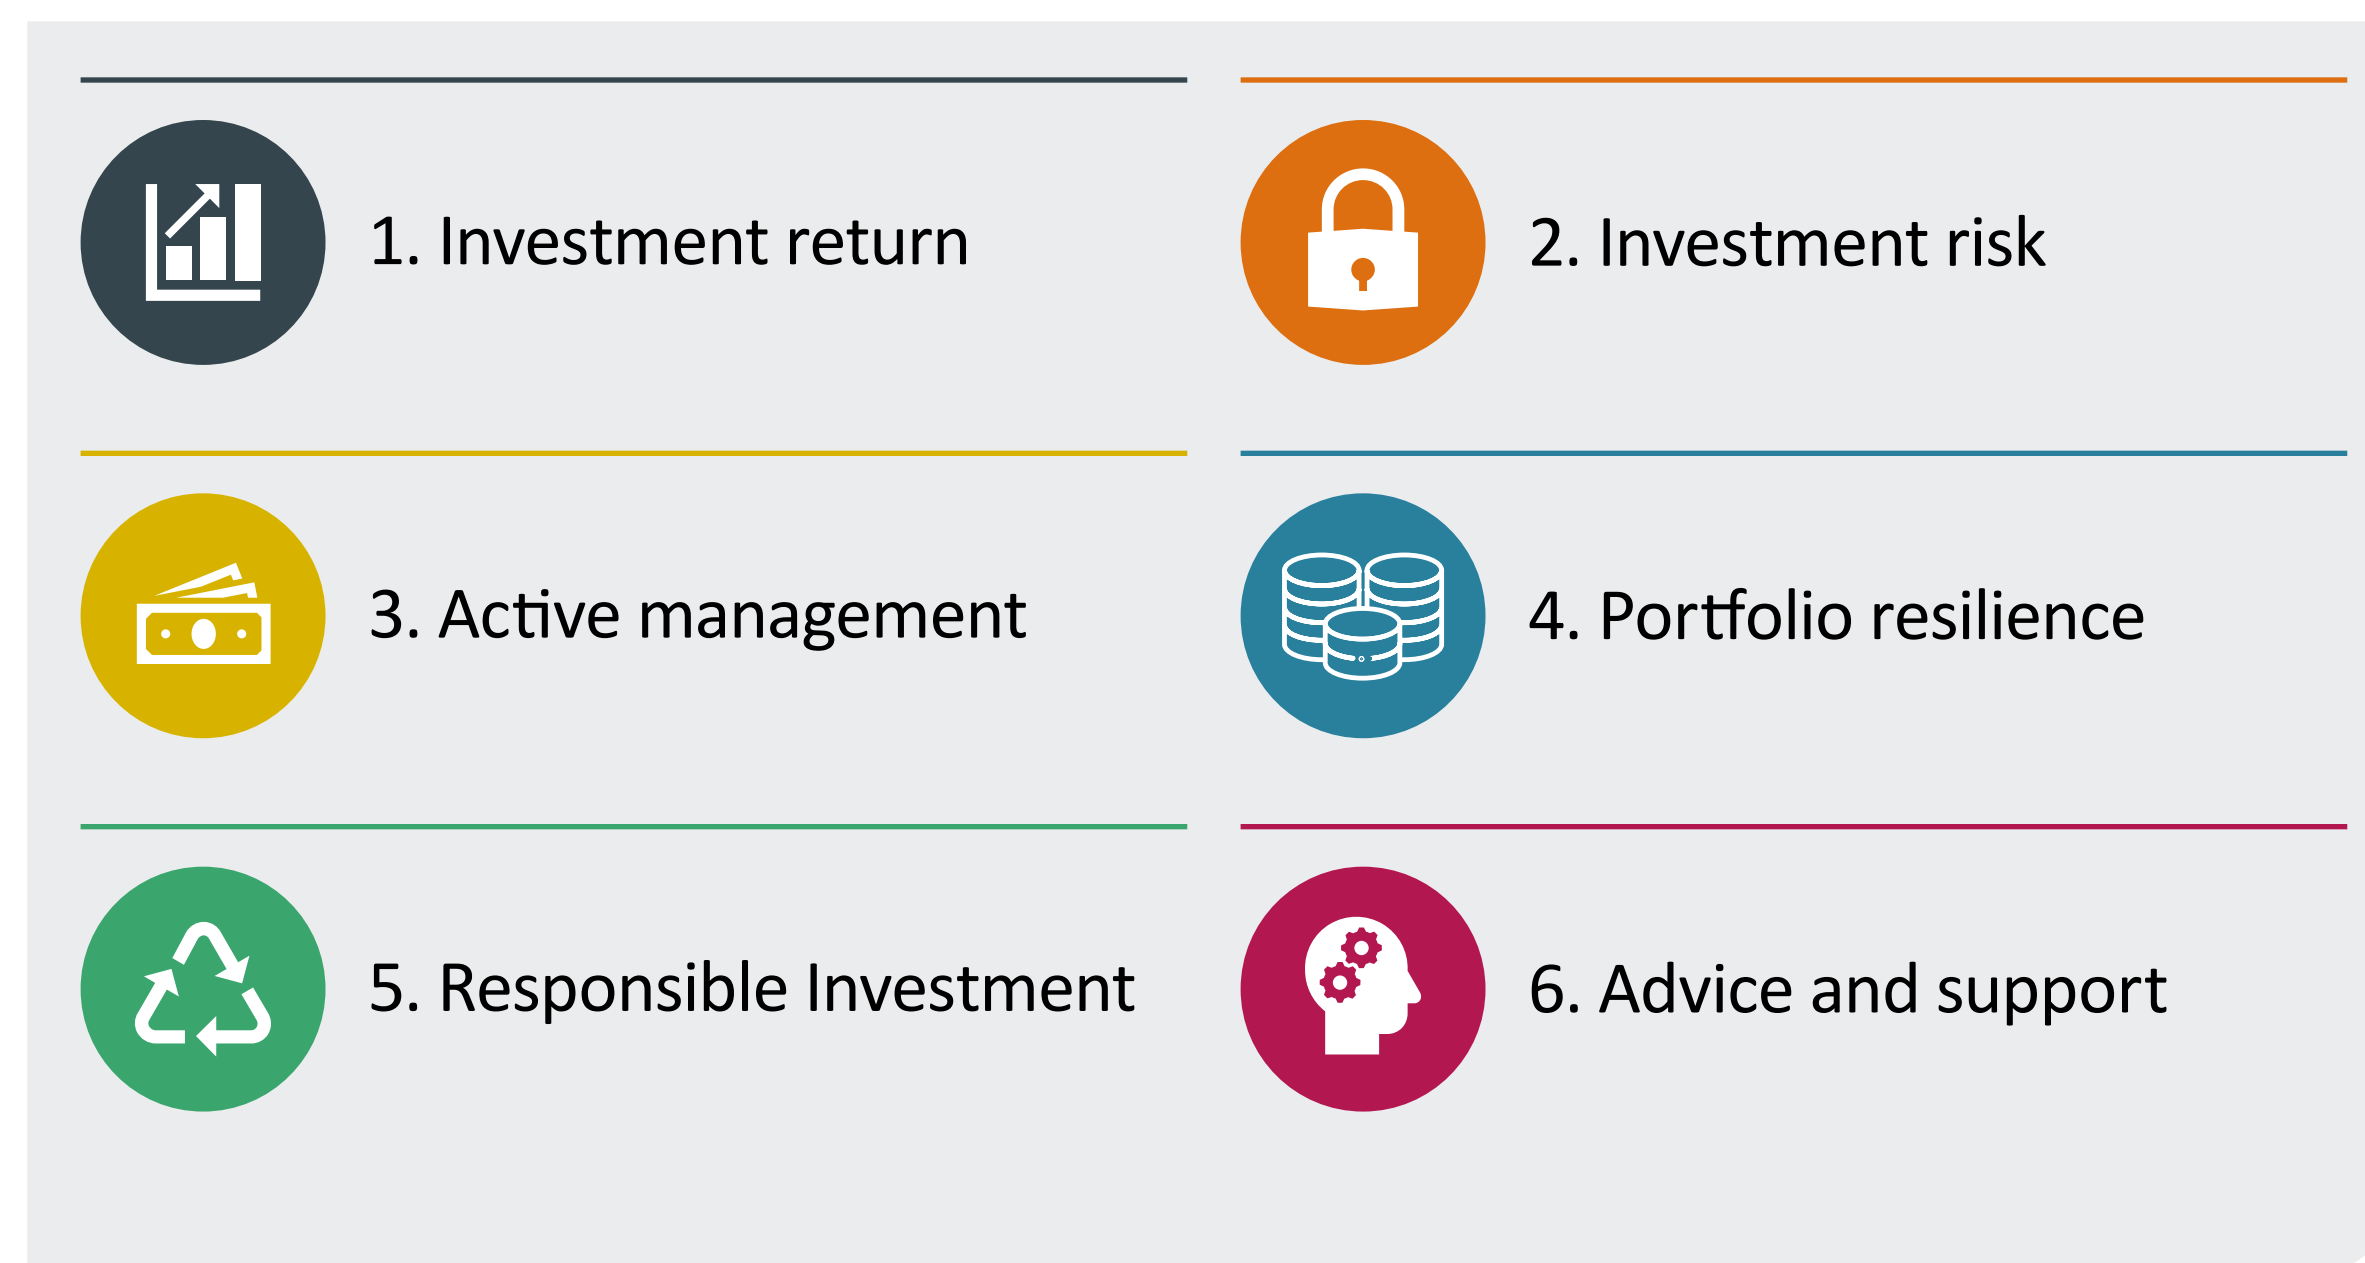 1. Investment return
2. Investment risk
3. Active management
4. Portfolio resilience
5. Responsible Investment
6. Advice and support